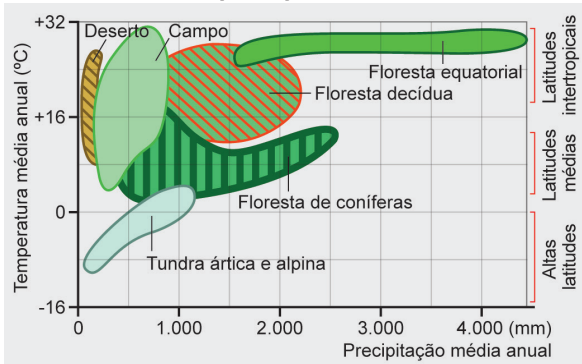 Temperatura média anual (ºC)
+32
+16
0
-16
Deserto
Campo
Floresta equatorial
Floresta decídua
Floresta de coníferas
Tundra ártica e alpina
Latitudes
intertropicais
Latitudes
médias
Altas
latitudes
0
1.000
2.000
3.000
4.000 (mm)
Precipitação média anual